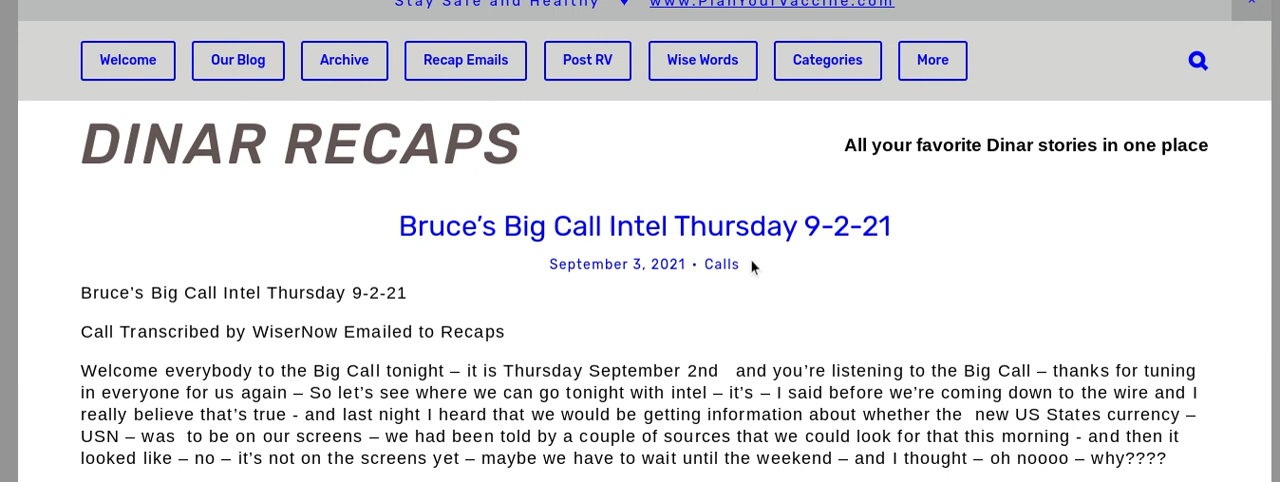 Stay Safe and Healthy ♥ www.PlanYourVaccine.com
Welcome Our Blog Archive Recap Emails Post RV Wise Words Categories More
DINAR RECAPS
All your favorite Dinar stories in one place
Bruce’s Big Call Intel Thursday 9-2-21
September 3, 2021 • Calls
Bruce’s Big Call Intel Thursday 9-2-21
Call Transcribed by WiserNow Emailed to Recaps
Welcome everybody to the Big Call tonight – it is Thursday September 2nd   and you’re listening to the Big Call – thanks for tuning
in everyone for us again – So let’s see where we can go tonight with intel – it’s – I said before we’re coming down to the wire and I
really believe that’s true - and last night I heard that we would be getting information about whether the  new US States currency –
USN – was  to be on our screens – we had been told by a couple of sources that we could look for that this morning - and then it
looked like – no – it’s not on the screens yet – maybe we have to wait until the weekend – and I thought – oh noooo – why????